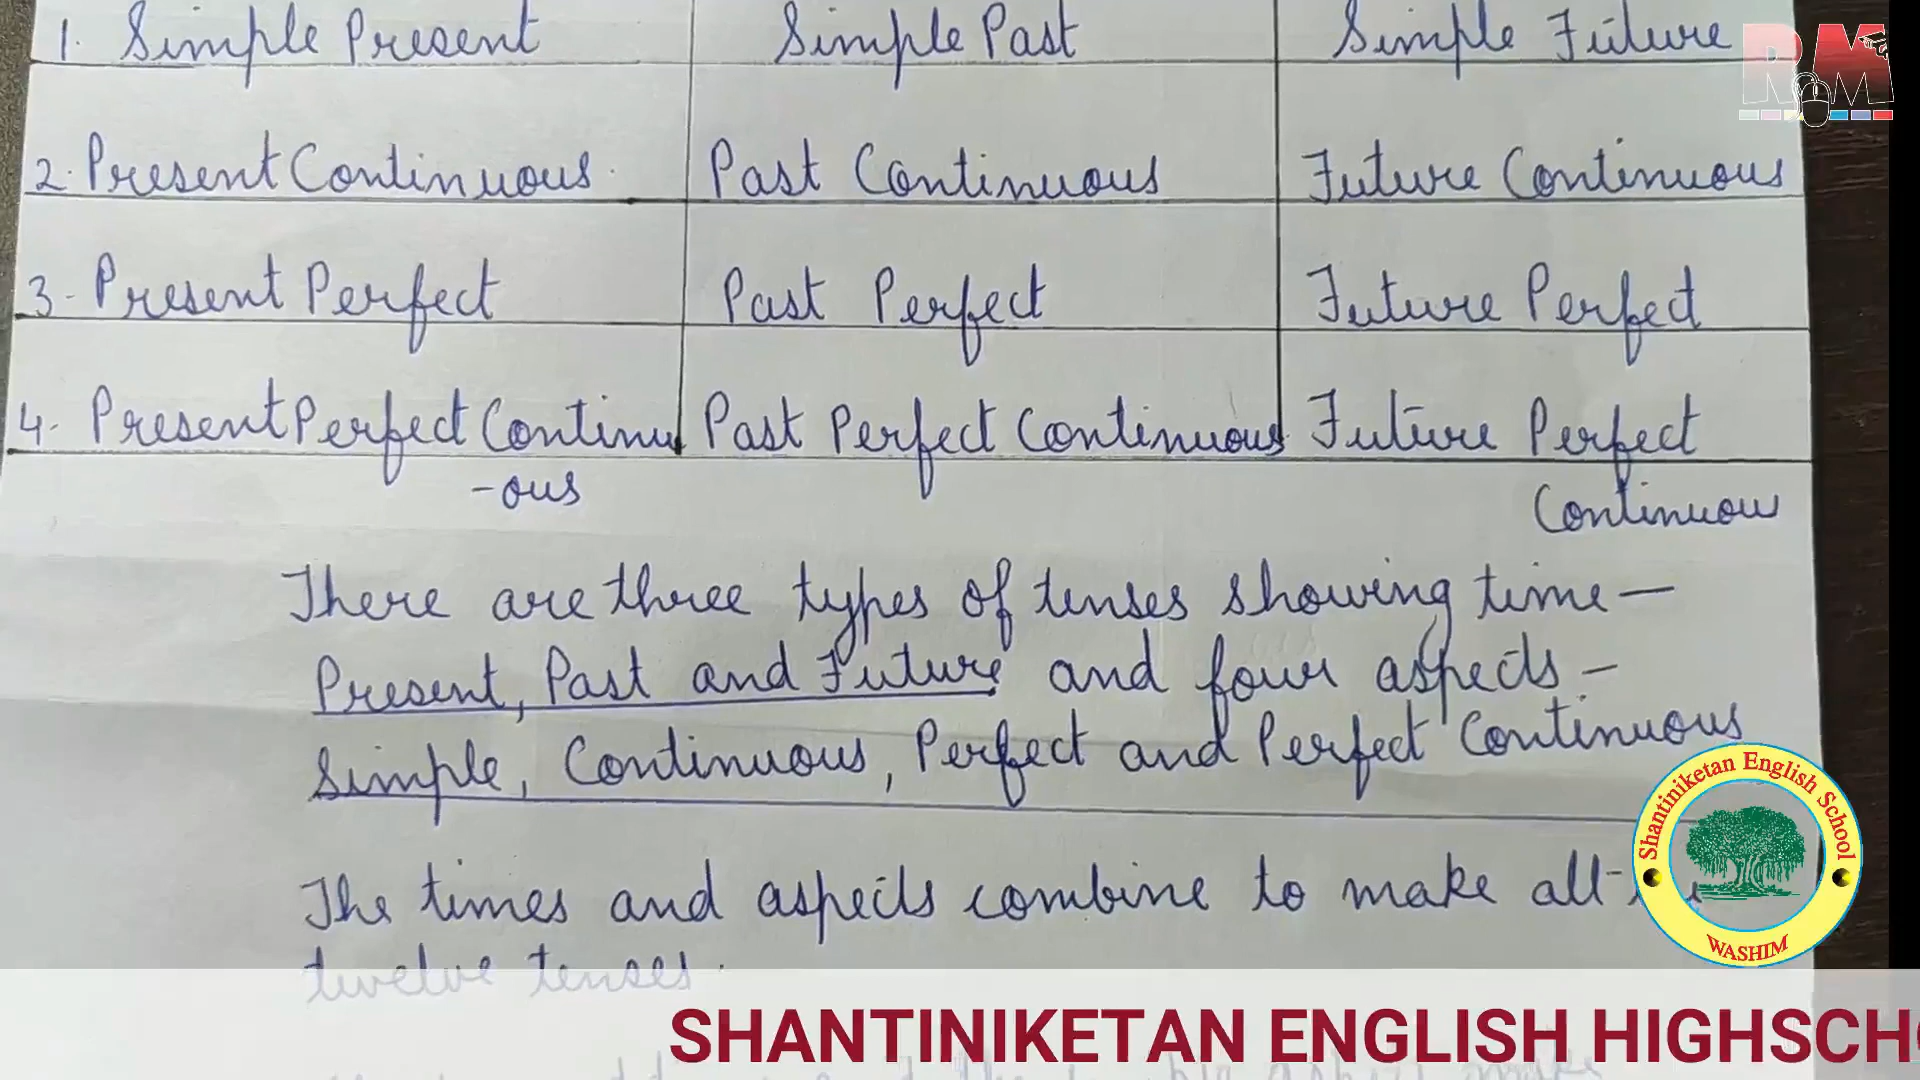 1. Simple Present Simple Past Simple Future
2. Present Continuous. Past Continuous Future Continuous
3. Present Perfect Past Perfect Future Perfect
4. Present Perfect Continu Past Perfect Continuous Future Perfect
-ous Continuous
There are three types of tenses showing time —
Present, Past and Future and four aspects —
Simple, Continuous, Perfect and Perfect Continuous
The times and aspects combine to make all
twelve tenses.
RM
Shantiniketan English School
WASHIM
SHANTINIKETAN ENGLISH HIGHSCH